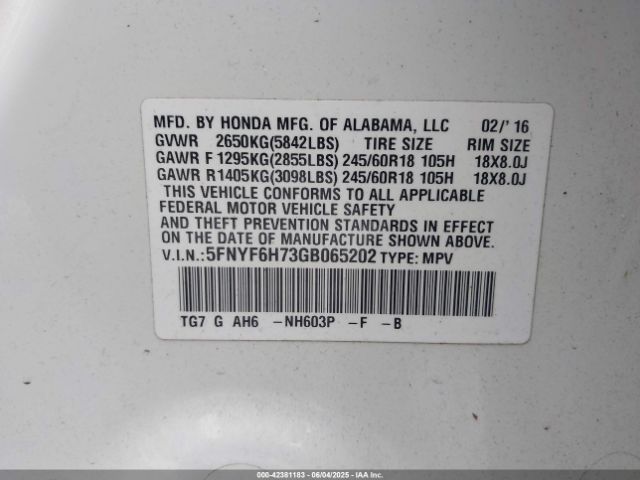 MFD. BY HONDA MFG. OF ALABAMA, LLC 02/' 16
GVWR 2650KG(5842LBS) TIRE SIZE RIM SIZE
GAWR F 1295KG(2855LBS) 245/60R18 105H 18X8.0J
GAWR R1405KG(3098LBS) 245/60R18 105H 18X8.0J
THIS VEHICLE CONFORMS TO ALL APPLICABLE
FEDERAL MOTOR VEHICLE SAFETY
AND THEFT PREVENTION STANDARDS IN EFFECT
ON THE DATE OF MANUFACTURE SHOWN ABOVE.
V.I.N.:5FNYF6H73GB065202 TYPE: MPV
TG7 G AH6 -NH603P -F -B
000-42381183 - 06/04/2025 - IAAI.COM